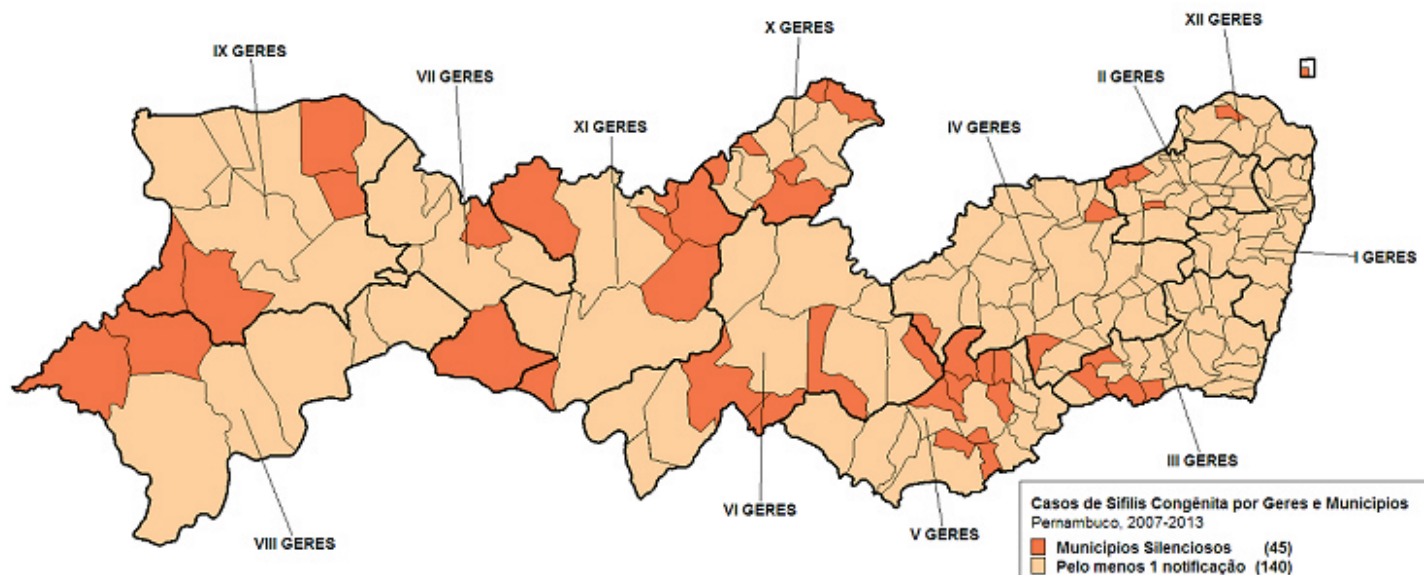 X GERES
XII GERES
IX GERES
VII GERES
II GERES
XI GERES
IV GERES
I GERES
III GERES
VI GERES
V GERES
VIII GERES
Casos de Sífilis Congênita por Geres e Municípios
Pernambuco, 2007-2013
Municípios Silenciosos (45)
Pelo menos 1 notificação (140)